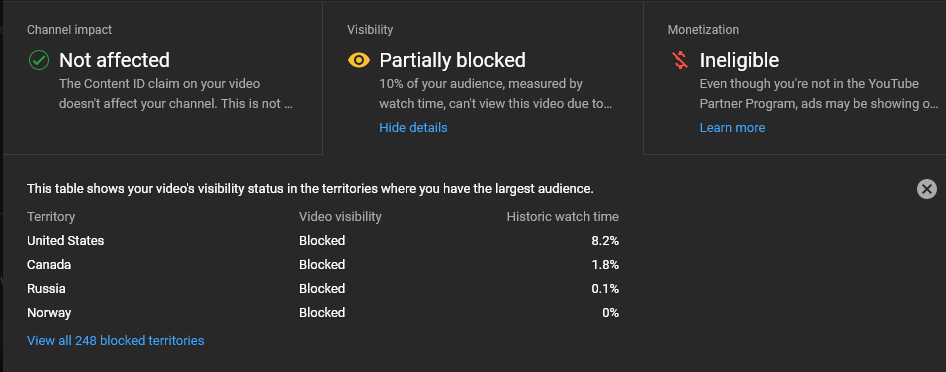 Channel impact
Not affected
The Content ID claim on your video
doesn't affect your channel. This is not ...
Visibility
Partially blocked
10% of your audience, measured by
watch time, can't view this video due to...
Hide details
Monetization
Ineligible
Even though you're not in the YouTube
Partner Program, ads may be showing o...
Learn more
This table shows your video's visibility status in the territories where you have the largest audience.
Territory Video visibility Historic watch time
United States Blocked 8.2%
Canada Blocked 1.8%
Russia Blocked 0.1%
Norway Blocked 0%
View all 248 blocked territories